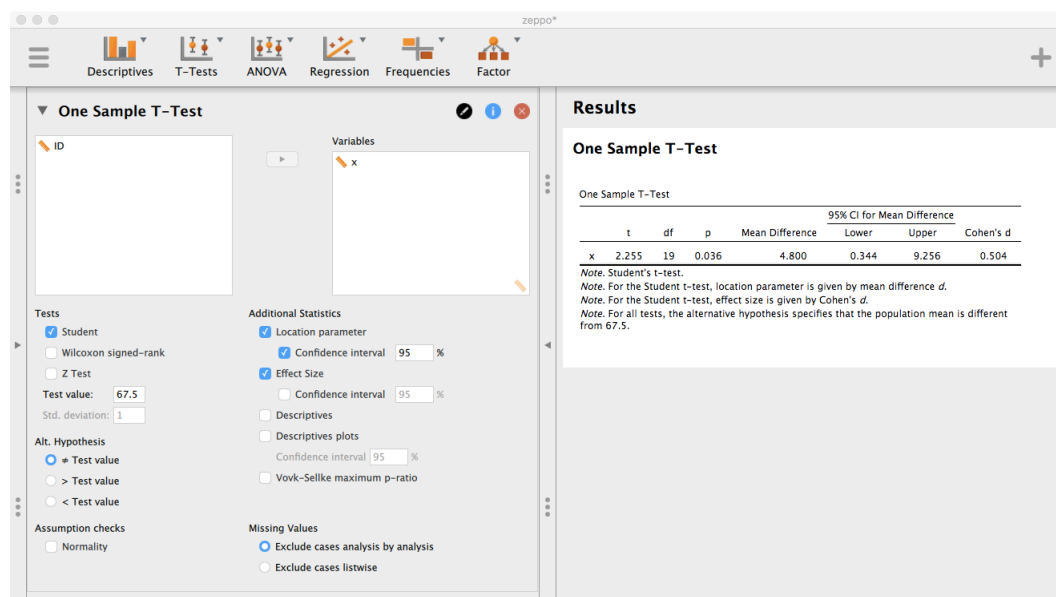 zeppo*
Descriptives T-Tests ANOVA Regression Frequencies Factor
One Sample T-Test
ID
Variables
x
Tests
Student
Wilcoxon signed-rank
Z Test
Test value: 67.5
Std. deviation: 1
Alt. Hypothesis
≠ Test value
> Test value
< Test value
Assumption checks
Normality
Additional Statistics
Location parameter
Confidence interval 95 %
Effect Size
Confidence interval 95 %
Descriptives
Descriptives plots
Confidence interval 95 %
Vovk-Sellke maximum p-ratio
Missing Values
Exclude cases analysis by analysis
Exclude cases listwise
Results
One Sample T-Test
One Sample T-Test
95% CI for Mean Difference
t df p Mean Difference Lower Upper Cohen's d
x 2.255 19 0.036 4.800 0.344 9.256 0.504
Note. Student's t-test.
Note. For the Student t-test, location parameter is given by mean difference d.
Note. For the Student t-test, effect size is given by Cohen's d.
Note. For all tests, the alternative hypothesis specifies that the population mean is different
from 67.5.